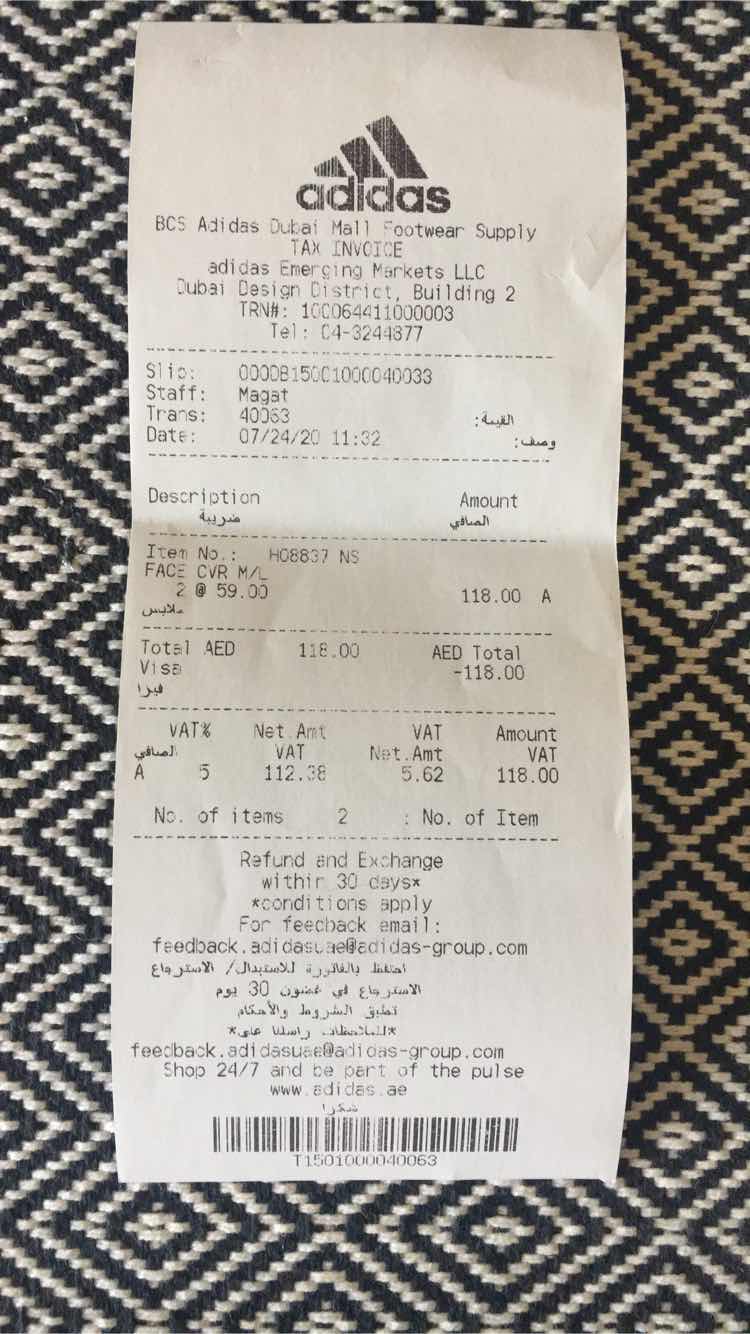 adidas
BCS Adidas Dubai Mall Footwear Supply
TAX INVOICE
adidas Emerging Markets LLC
Dubai Design District, Building 2
TRN#: 100064411000003
Tel: 04-3244877
Slip: 0000815001000040033
Staff: Magat
Trans: 40063 القيمة:
Date: 07/24/20 11:32 وصف:
Description Amount
ضريبة الصافي
Item No.: H08837 NS
FACE CVR M/L
2 @ 59.00 118.00 A
ملابس
Total AED 118.00 AED Total
Visa -118.00
فيزا
VAT% Net.Amt VAT Amount
الصافي VAT Net.Amt VAT
A 5 112.38 5.62 118.00
No. of items 2 : No. of Item
Refund and Exchange
within 30 days*
*conditions apply
For feedback email:
feedback.adidasuae@adidas-group.com
احتفظ بالفاتورة للاستبدال/ الاسترجاع
الاسترجاع في غضون 30 يوم
تطبق الشروط والأحكام
*للملاحظات راسلنا على*
feedback.adidasuae@adidas-group.com
Shop 24/7 and be part of the pulse
www.adidas.ae
شكرا
T1501000040063